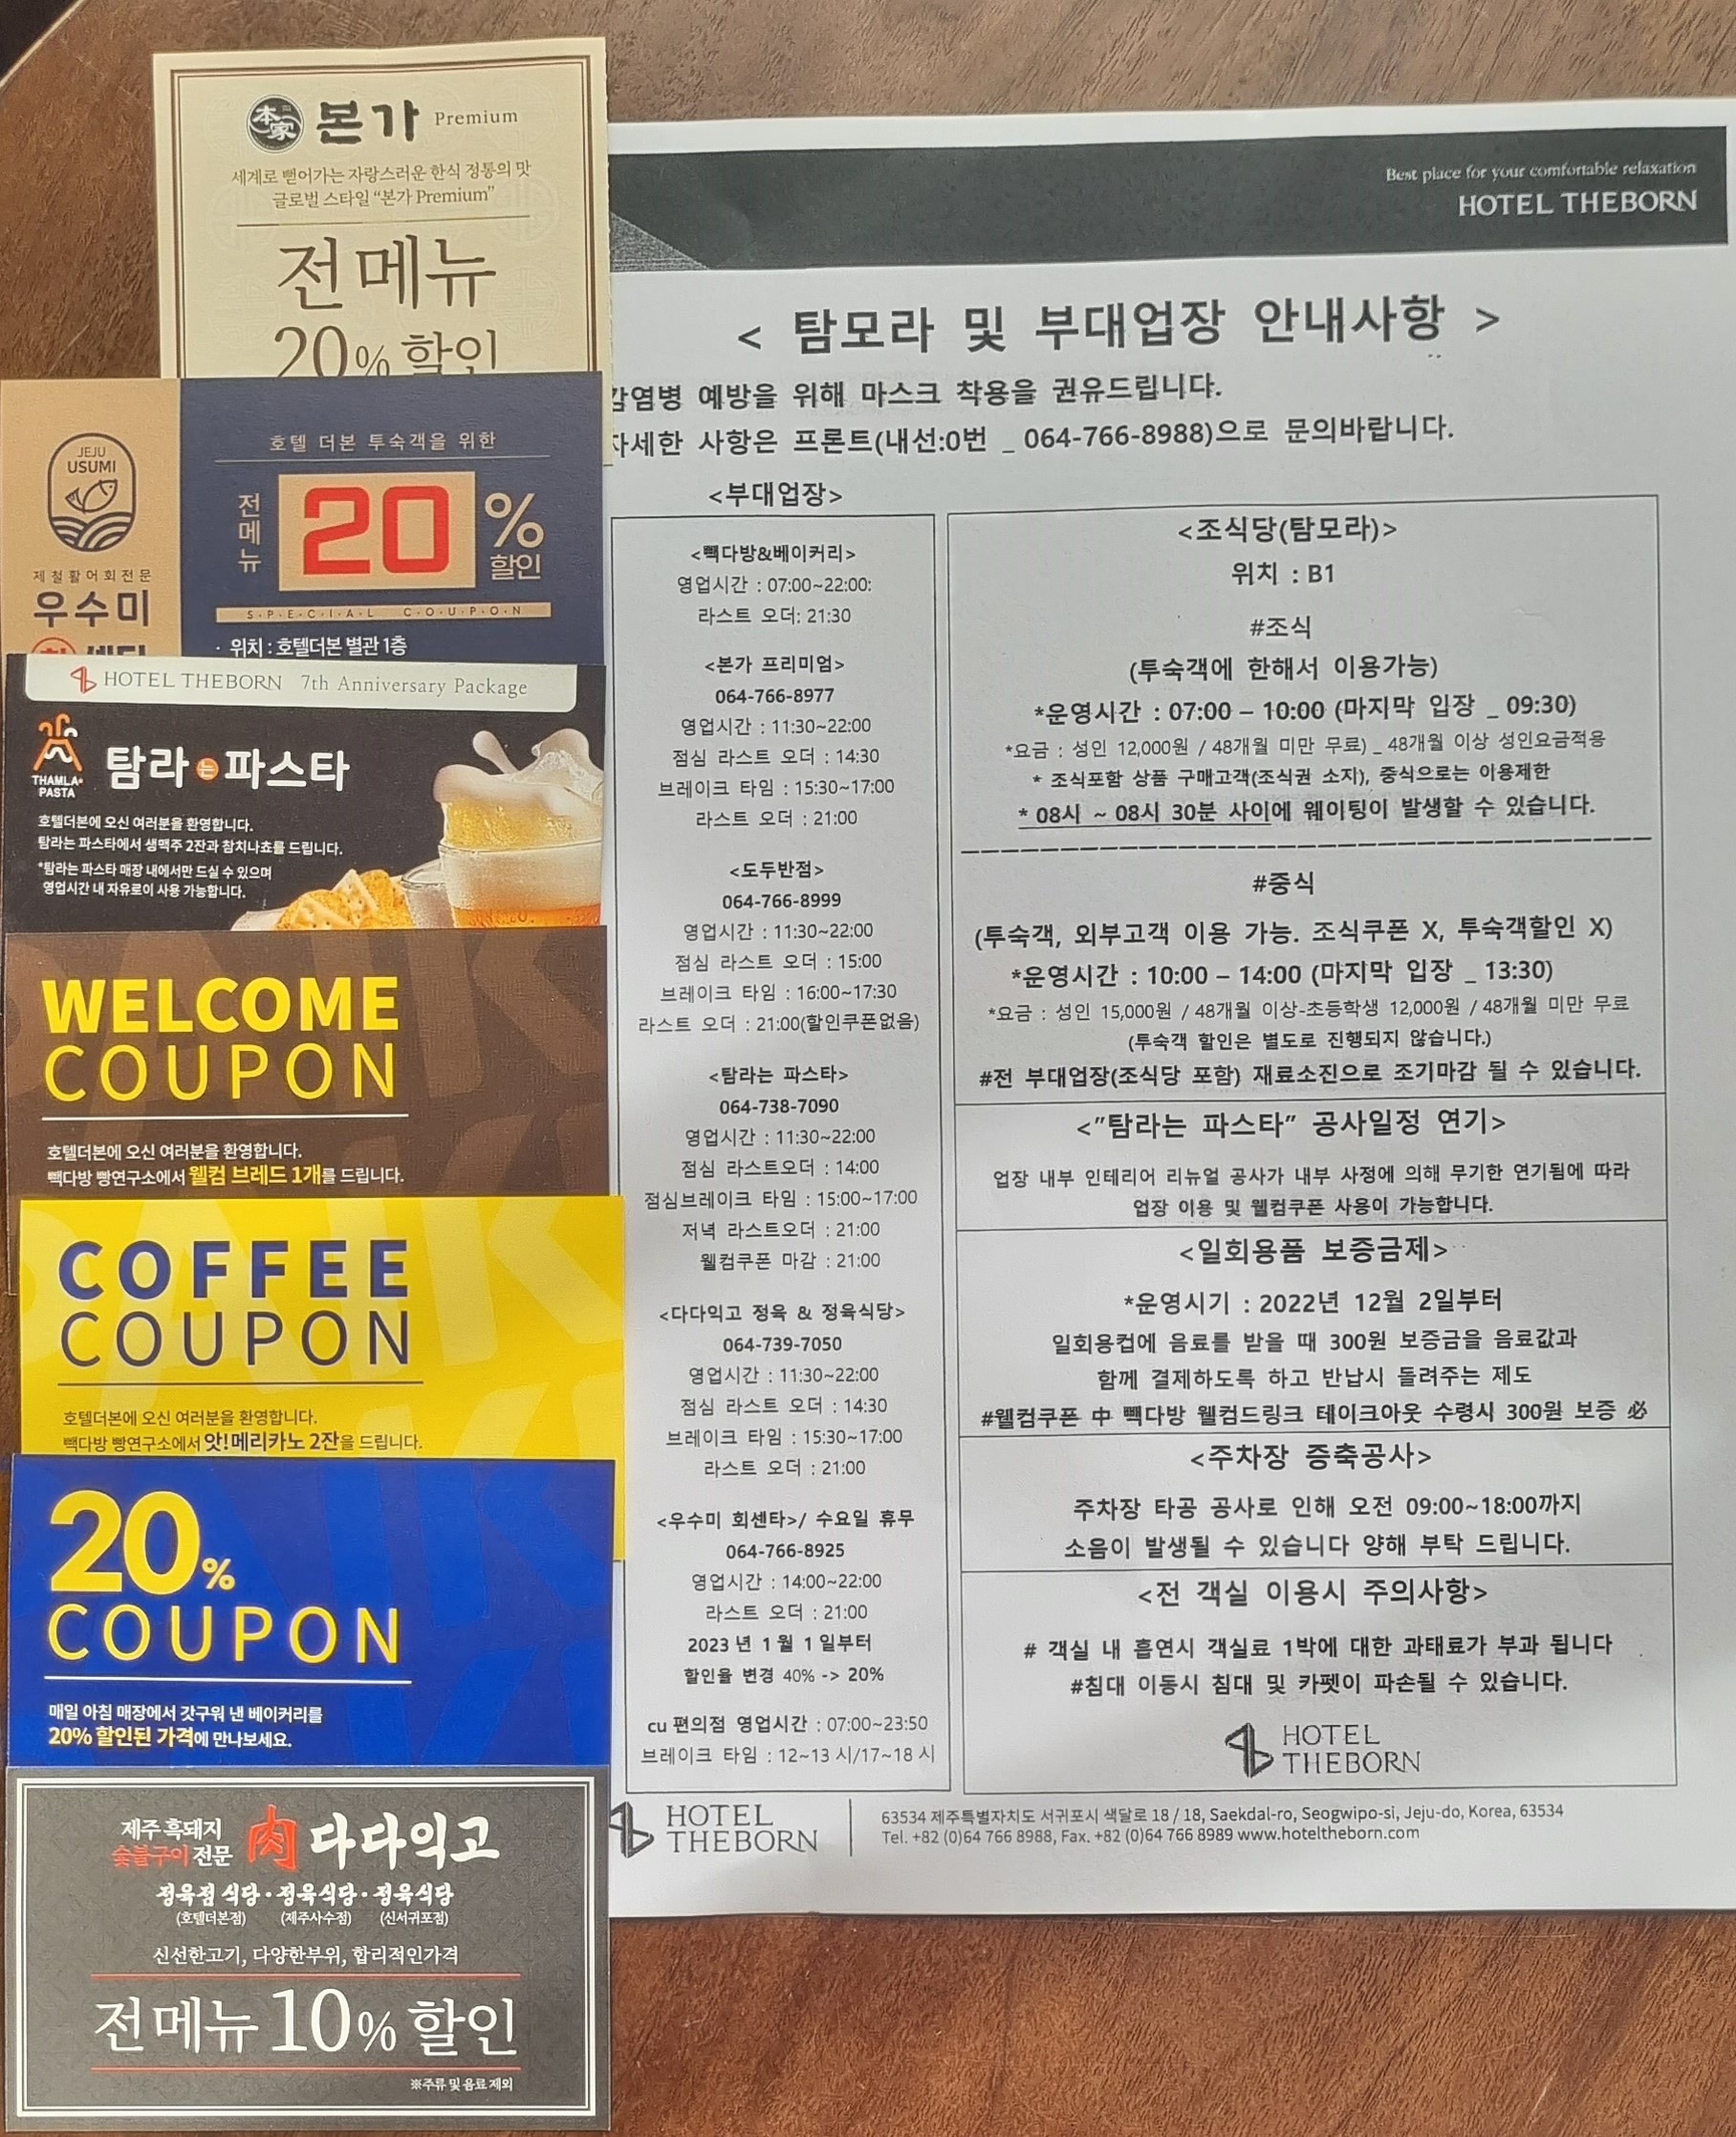 本家
본가 Premium
세계로 뻗어가는 자랑스러운 한식 정통의 맛
글로벌 스타일 “본가 Premium”
전메뉴
20% 할인
JEJU
USUMI
제철활어회전문
우수미
호텔 더본 투숙객을 위한
전메뉴
20%
할인
S·P·E·C·I·A·L C·O·U·P·O·N
· 위치 : 호텔더본 별관 1층
HOTEL THEBORN 7th Anniversary Package
THAMLA
PASTA
탐라는파스타
호텔더본에 오신 여러분을 환영합니다.
탐라는 파스타에서 생맥주 2잔과 참치나쵸를 드립니다.
*탐라는 파스타 매장 내에서만 드실 수 있으며
영업시간 내 자유로이 사용 가능합니다.
WELCOME
COUPON
호텔더본에 오신 여러분을 환영합니다.
빽다방 빵연구소에서 웰컴 브레드 1개를 드립니다.
COFFEE
COUPON
호텔더본에 오신 여러분을 환영합니다.
빽다방 빵연구소에서 앗!메리카노 2잔을 드립니다.
20%
COUPON
매일 아침 매장에서 갓구워 낸 베이커리를
20% 할인된 가격에 만나보세요.
제주 흑돼지
숯불구이 전문
肉 다다익고
정육점 식당 · 정육식당 · 정육식당
(호텔더본점) (제주사수점) (신서귀포점)
신선한고기, 다양한부위, 합리적인가격
전메뉴 10% 할인
※주류 및 음료 제외
Best place for your comfortable relaxation
HOTEL THEBORN
< 탐모라 및 부대업장 안내사항 >
감염병 예방을 위해 마스크 착용을 권유드립니다.
자세한 사항은 프론트(내선:0번 _ 064-766-8988)으로 문의바랍니다.
<부대업장>
<빽다방&베이커리>
영업시간 : 07:00~22:00:
라스트 오더: 21:30
<본가 프리미엄>
064-766-8977
영업시간 : 11:30~22:00
점심 라스트 오더 : 14:30
브레이크 타임 : 15:30~17:00
라스트 오더 : 21:00
<도두반점>
064-766-8999
영업시간 : 11:30~22:00
점심 라스트 오더 : 15:00
브레이크 타임 : 16:00~17:30
라스트 오더 : 21:00(할인쿠폰없음)
<탐라는 파스타>
064-738-7090
영업시간 : 11:30~22:00
점심 라스트오더 : 14:00
점심브레이크 타임 : 15:00~17:00
저녁 라스트오더 : 21:00
웰컴쿠폰 마감 : 21:00
<다다익고 정육 & 정육식당>
064-739-7050
영업시간 : 11:30~22:00
점심 라스트 오더 : 14:30
브레이크 타임 : 15:30~17:00
라스트 오더 : 21:00
<우수미 회센타>/ 수요일 휴무
064-766-8925
영업시간 : 14:00~22:00
라스트 오더 : 21:00
2023 년 1 월 1 일부터
할인율 변경 40% -> 20%
cu 편의점 영업시간 : 07:00~23:50
브레이크 타임 : 12~13 시/17~18 시
<조식당(탐모라)>
위치 : B1
#조식
(투숙객에 한해서 이용가능)
*운영시간 : 07:00 – 10:00 (마지막 입장 _ 09:30)
*요금 : 성인 12,000원 / 48개월 미만 무료) _ 48개월 이상 성인요금적용
* 조식포함 상품 구매고객(조식권 소지), 중식으로는 이용제한
* 08시 ~ 08시 30분 사이에 웨이팅이 발생할 수 있습니다.
#중식
(투숙객, 외부고객 이용 가능. 조식쿠폰 X, 투숙객할인 X)
*운영시간 : 10:00 – 14:00 (마지막 입장 _ 13:30)
*요금 : 성인 15,000원 / 48개월 이상-초등학생 12,000원 / 48개월 미만 무료
(투숙객 할인은 별도로 진행되지 않습니다.)
#전 부대업장(조식당 포함) 재료소진으로 조기마감 될 수 있습니다.
<”탐라는 파스타” 공사일정 연기>
업장 내부 인테리어 리뉴얼 공사가 내부 사정에 의해 무기한 연기됨에 따라
업장 이용 및 웰컴쿠폰 사용이 가능합니다.
<일회용품 보증금제>
*운영시기 : 2022년 12월 2일부터
일회용컵에 음료를 받을 때 300원 보증금을 음료값과
함께 결제하도록 하고 반납시 돌려주는 제도
#웰컴쿠폰 中 빽다방 웰컴드링크 테이크아웃 수령시 300원 보증 必
<주차장 증축공사>
주차장 타공 공사로 인해 오전 09:00~18:00까지
소음이 발생될 수 있습니다 양해 부탁 드립니다.
<전 객실 이용시 주의사항>
# 객실 내 흡연시 객실료 1박에 대한 과태료가 부과 됩니다
#침대 이동시 침대 및 카펫이 파손될 수 있습니다.
HOTEL
THEBORN
HOTEL
THEBORN
63534 제주특별자치도 서귀포시 색달로 18 / 18, Saekdal-ro, Seogwipo-si, Jeju-do, Korea, 63534
Tel. +82 (0)64 766 8988, Fax. +82 (0)64 766 8989 www.hoteltheborn.com